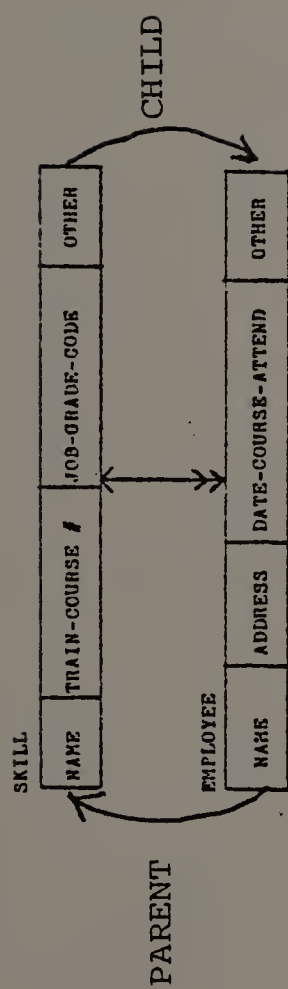 CHILD
SKILL
NAME TRAIN-COURSE # JOB-GRADE-CODE OTHER
EMPLOYEE
NAME ADDRESS DATE-COURSE-ATTEND OTHER
PARENT